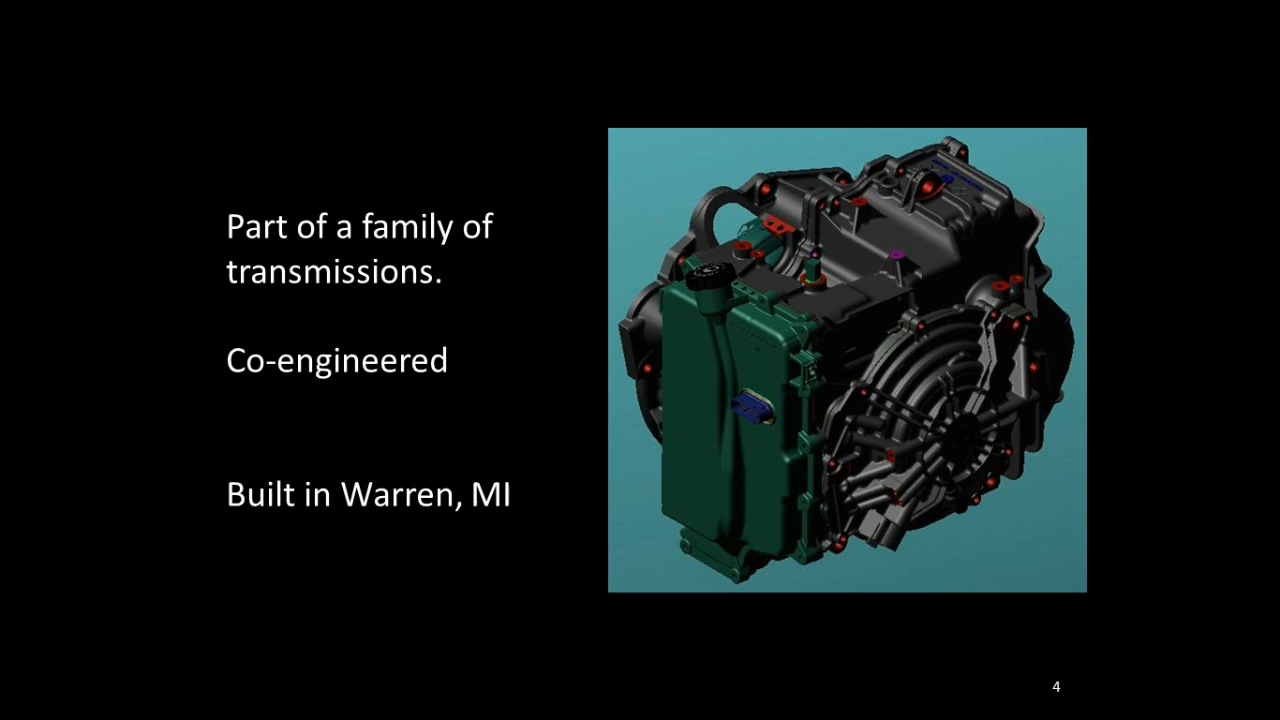 Part of a family of
transmissions.
Co-engineered
Built in Warren, MI
4